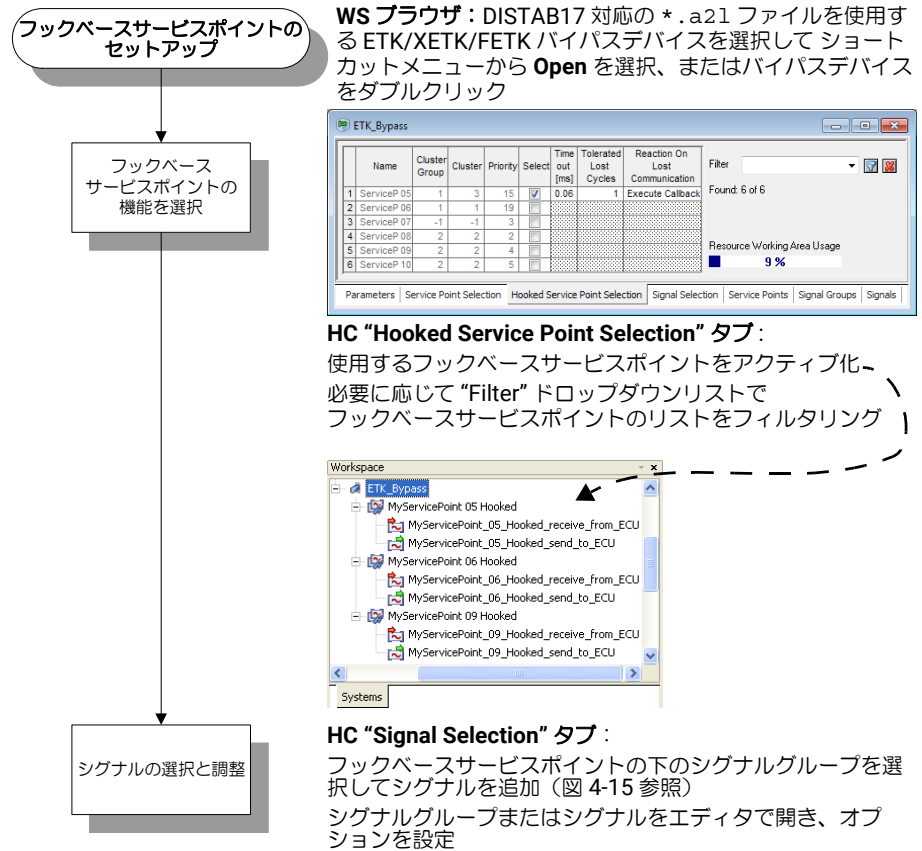 フックベースサービスポイントの
セットアップ
WS ブラウザ：DISTAB17 対応の *.a2l ファイルを使用す
る ETK/XETK/FETK バイパスデバイスを選択して ショート
カットメニューから Open を選択、またはバイパスデバイス
をダブルクリック
フックベース
サービスポイントの
機能を選択
ETK_Bypass
Name Cluster Group Cluster Priority Select Time out [ms] Tolerated Lost Cycles Reaction On Lost Communication
1 ServiceP 05 1 3 15 0.06 1 Execute Callback
2 ServiceP 06 1 1 19
3 ServiceP 07 -1 -1 3
4 ServiceP 08 2 2 2
5 ServiceP 09 2 2 4
6 ServiceP 10 2 2 5
Filter
Found: 6 of 6
Resource Working Area Usage
9 %
Parameters Service Point Selection Hooked Service Point Selection Signal Selection Service Points Signal Groups Signals
HC “Hooked Service Point Selection” タブ :
使用するフックベースサービスポイントをアクティブ化
必要に応じて “Filter” ドロップダウンリストで
フックベースサービスポイントのリストをフィルタリング
Workspace
ETK_Bypass
MyServicePoint 05 Hooked
MyServicePoint_05_Hooked_receive_from_ECU
MyServicePoint_05_Hooked_send_to_ECU
MyServicePoint 06 Hooked
MyServicePoint_06_Hooked_receive_from_ECU
MyServicePoint_06_Hooked_send_to_ECU
MyServicePoint 09 Hooked
MyServicePoint_09_Hooked_receive_from_ECU
MyServicePoint_09_Hooked_send_to_ECU
Systems
シグナルの選択と調整
HC “Signal Selection” タブ：
フックベースサービスポイントの下のシグナルグループを選
択してシグナルを追加（図 4-15 参照）
シグナルグループまたはシグナルをエディタで開き、オプ
ションを設定